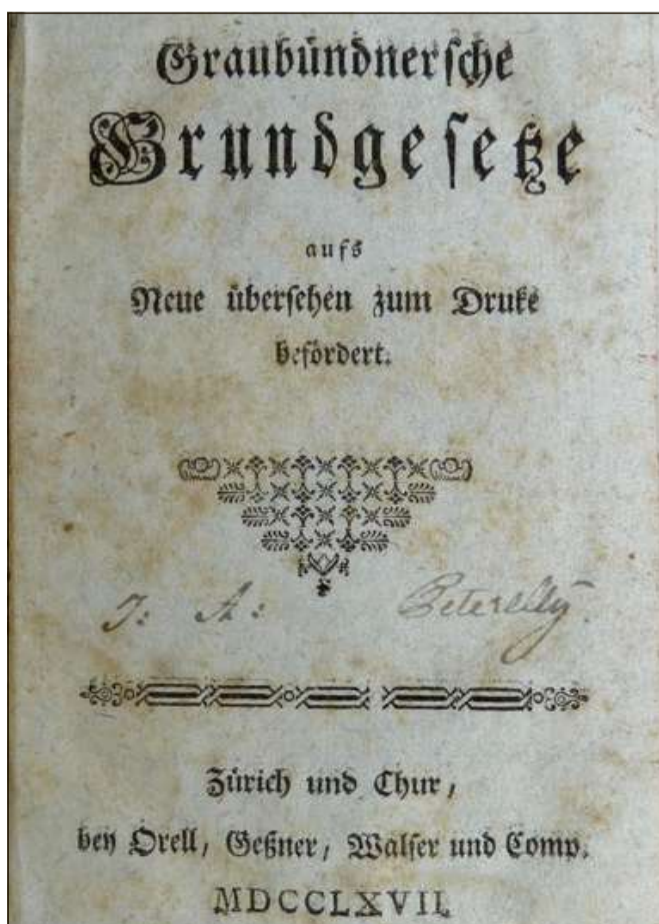 Graubündnersche
Grundgesetze
aufs
Neue übersehen zum Druke
befördert.
J: A: Peterelly.
Zürich und Chur,
bey Orell, Geßner, Walser und Comp.
MDCCLXVII.